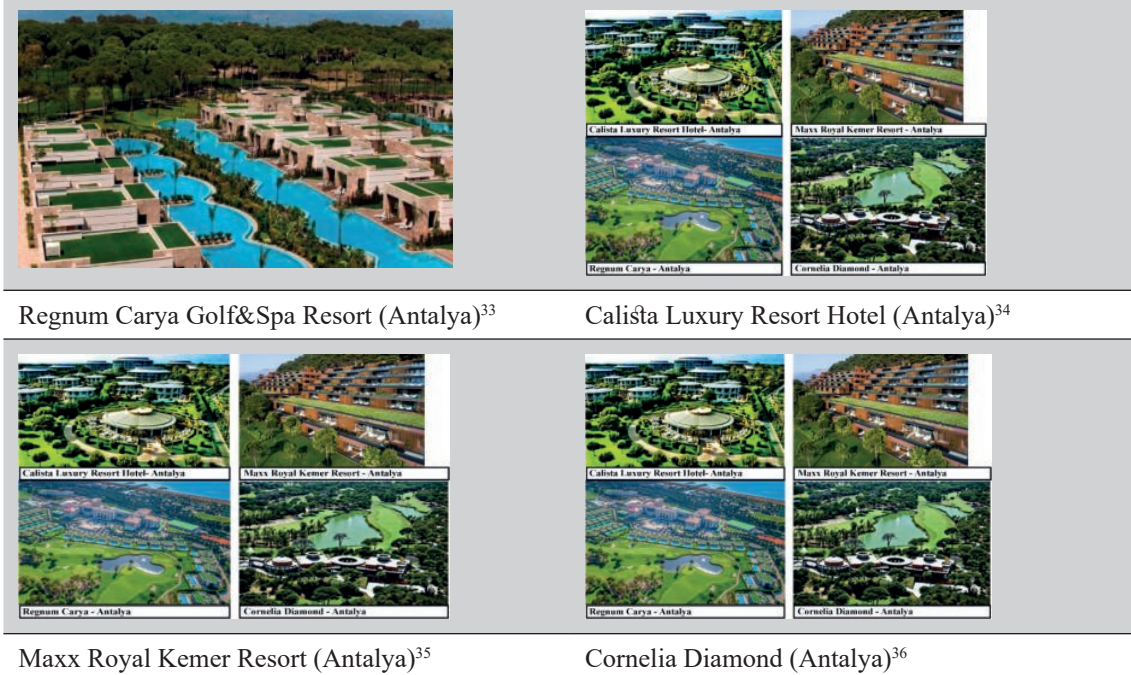 Calista Luxury Resort Hotel- Antalya
Maxx Royal Kemer Resort - Antalya
Regnum Carya - Antalya
Cornelia Diamond - Antalya
Regnum Carya Golf&Spa Resort (Antalya)33
Calista Luxury Resort Hotel (Antalya)34
Calista Luxury Resort Hotel- Antalya
Maxx Royal Kemer Resort - Antalya
Regnum Carya - Antalya
Cornelia Diamond - Antalya
Calista Luxury Resort Hotel- Antalya
Maxx Royal Kemer Resort - Antalya
Regnum Carya - Antalya
Cornelia Diamond - Antalya
Maxx Royal Kemer Resort (Antalya)35
Cornelia Diamond (Antalya)36